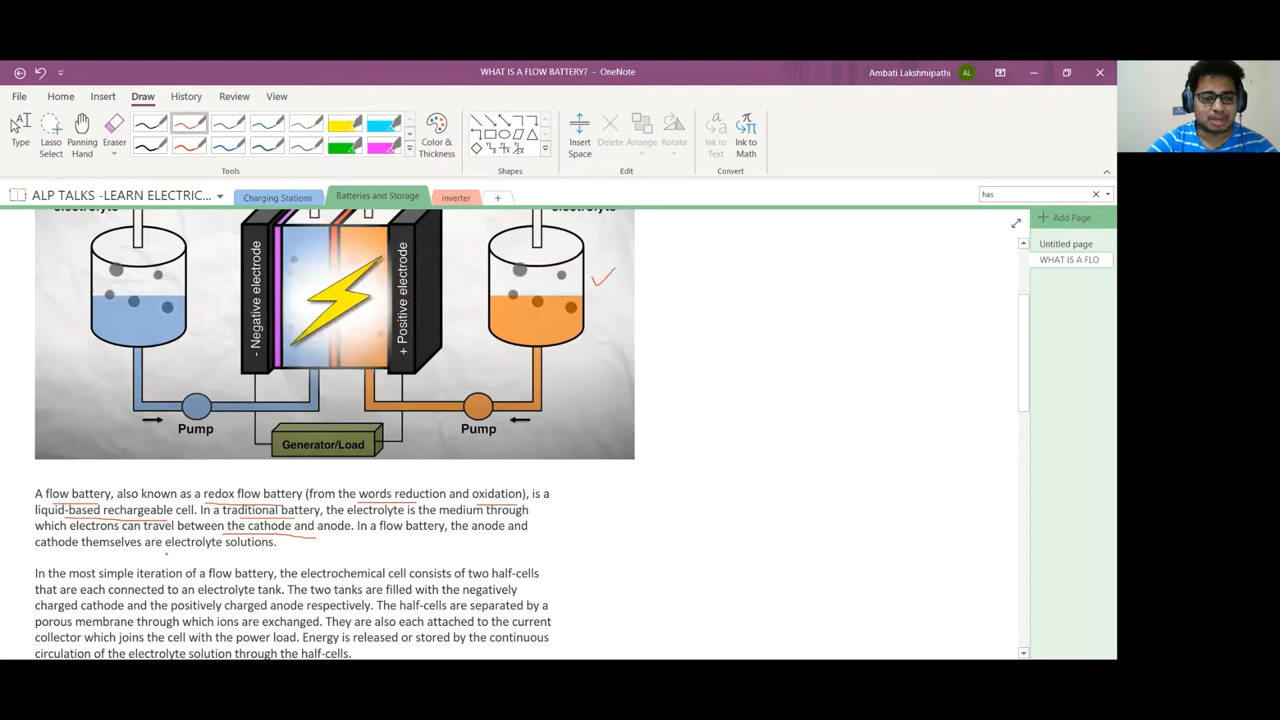 WHAT IS A FLOW BATTERY? - OneNote
Ambati Lakshmipathi
AL
File Home Insert Draw History Review View
Type
Lasso Select
Panning Hand
Eraser
Color & Thickness
Insert Space
Delete
Arrange
Rotate
Ink to Text
Ink to Math
Tools
Shapes
Edit
Convert
ALP TALKS -LEARN ELECTRIC...
Charging Stations
Batteries and Storage
inverter
has
Add Page
Untitled page
WHAT IS A FLO
electrolyte
electrolyte
- Negative electrode
+ Positive electrode
Pump
Pump
Generator/Load
A flow battery, also known as a redox flow battery (from the words reduction and oxidation), is a
liquid-based rechargeable cell. In a traditional battery, the electrolyte is the medium through
which electrons can travel between the cathode and anode. In a flow battery, the anode and
cathode themselves are electrolyte solutions.
In the most simple iteration of a flow battery, the electrochemical cell consists of two half-cells
that are each connected to an electrolyte tank. The two tanks are filled with the negatively
charged cathode and the positively charged anode respectively. The half-cells are separated by a
porous membrane through which ions are exchanged. They are also each attached to the current
collector which joins the cell with the power load. Energy is released or stored by the continuous
circulation of the electrolyte solution through the half-cells.